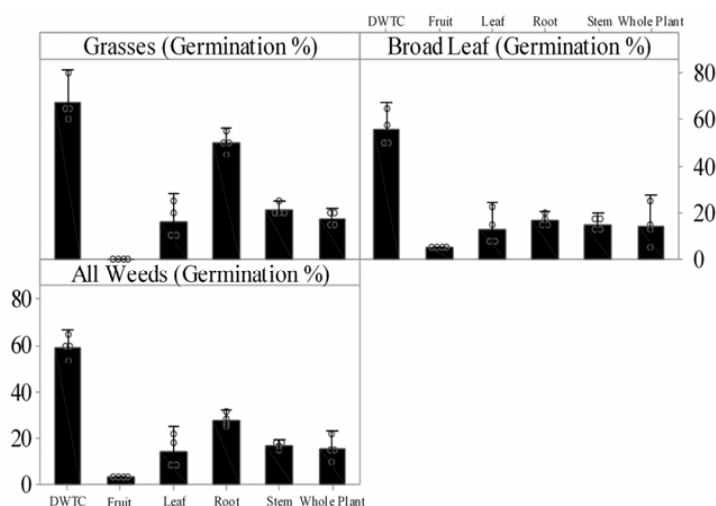 DWTC Fruit Leaf Root Stem Whole Plant
Grasses (Germination %) Broad Leaf (Germination %)
80
60
40
20
0
All Weeds (Germination %)
80
60
40
20
0
DWTC Fruit Leaf Root Stem Whole Plant